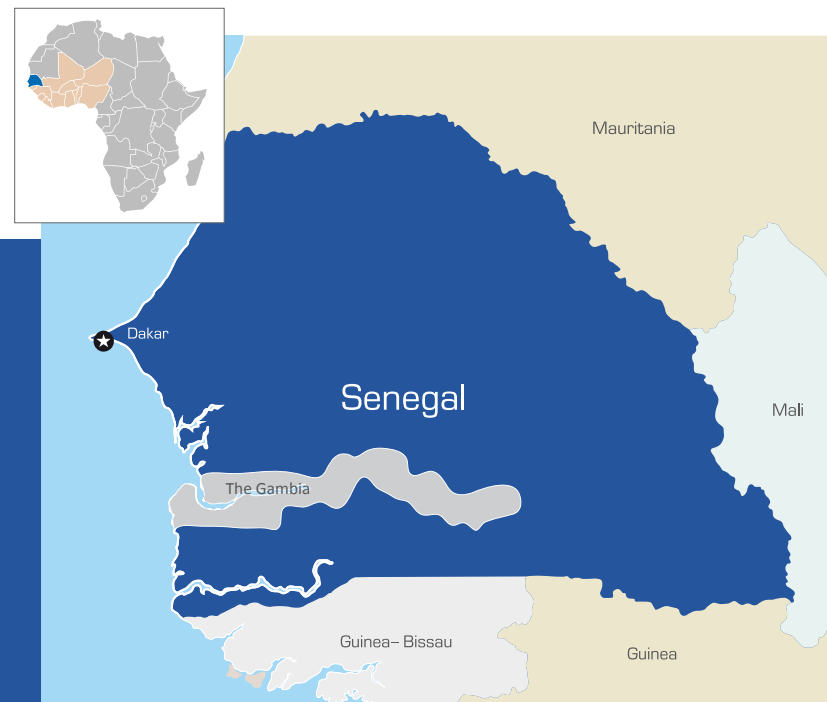 Mauritania
Dakar
Senegal
Mali
The Gambia
Guinea– Bissau
Guinea